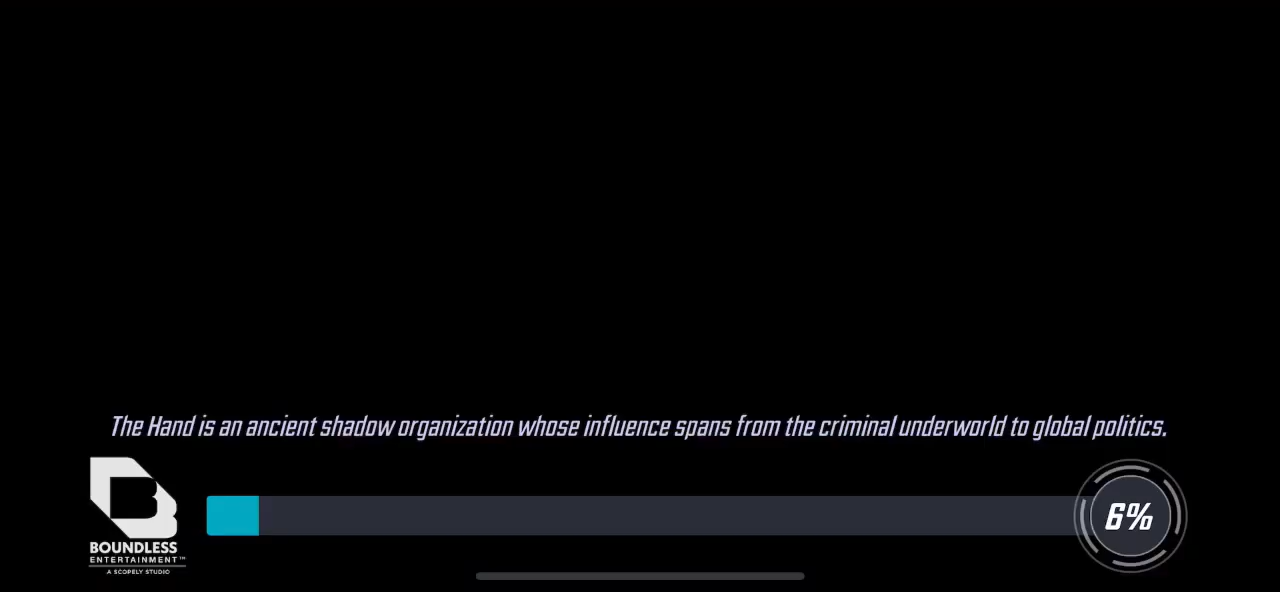 The Hand is an ancient shadow organization whose influence spans from the criminal underworld to global politics.
6%
BOUNDLESS
ENTERTAINMENT™
A SCOPELY STUDIO